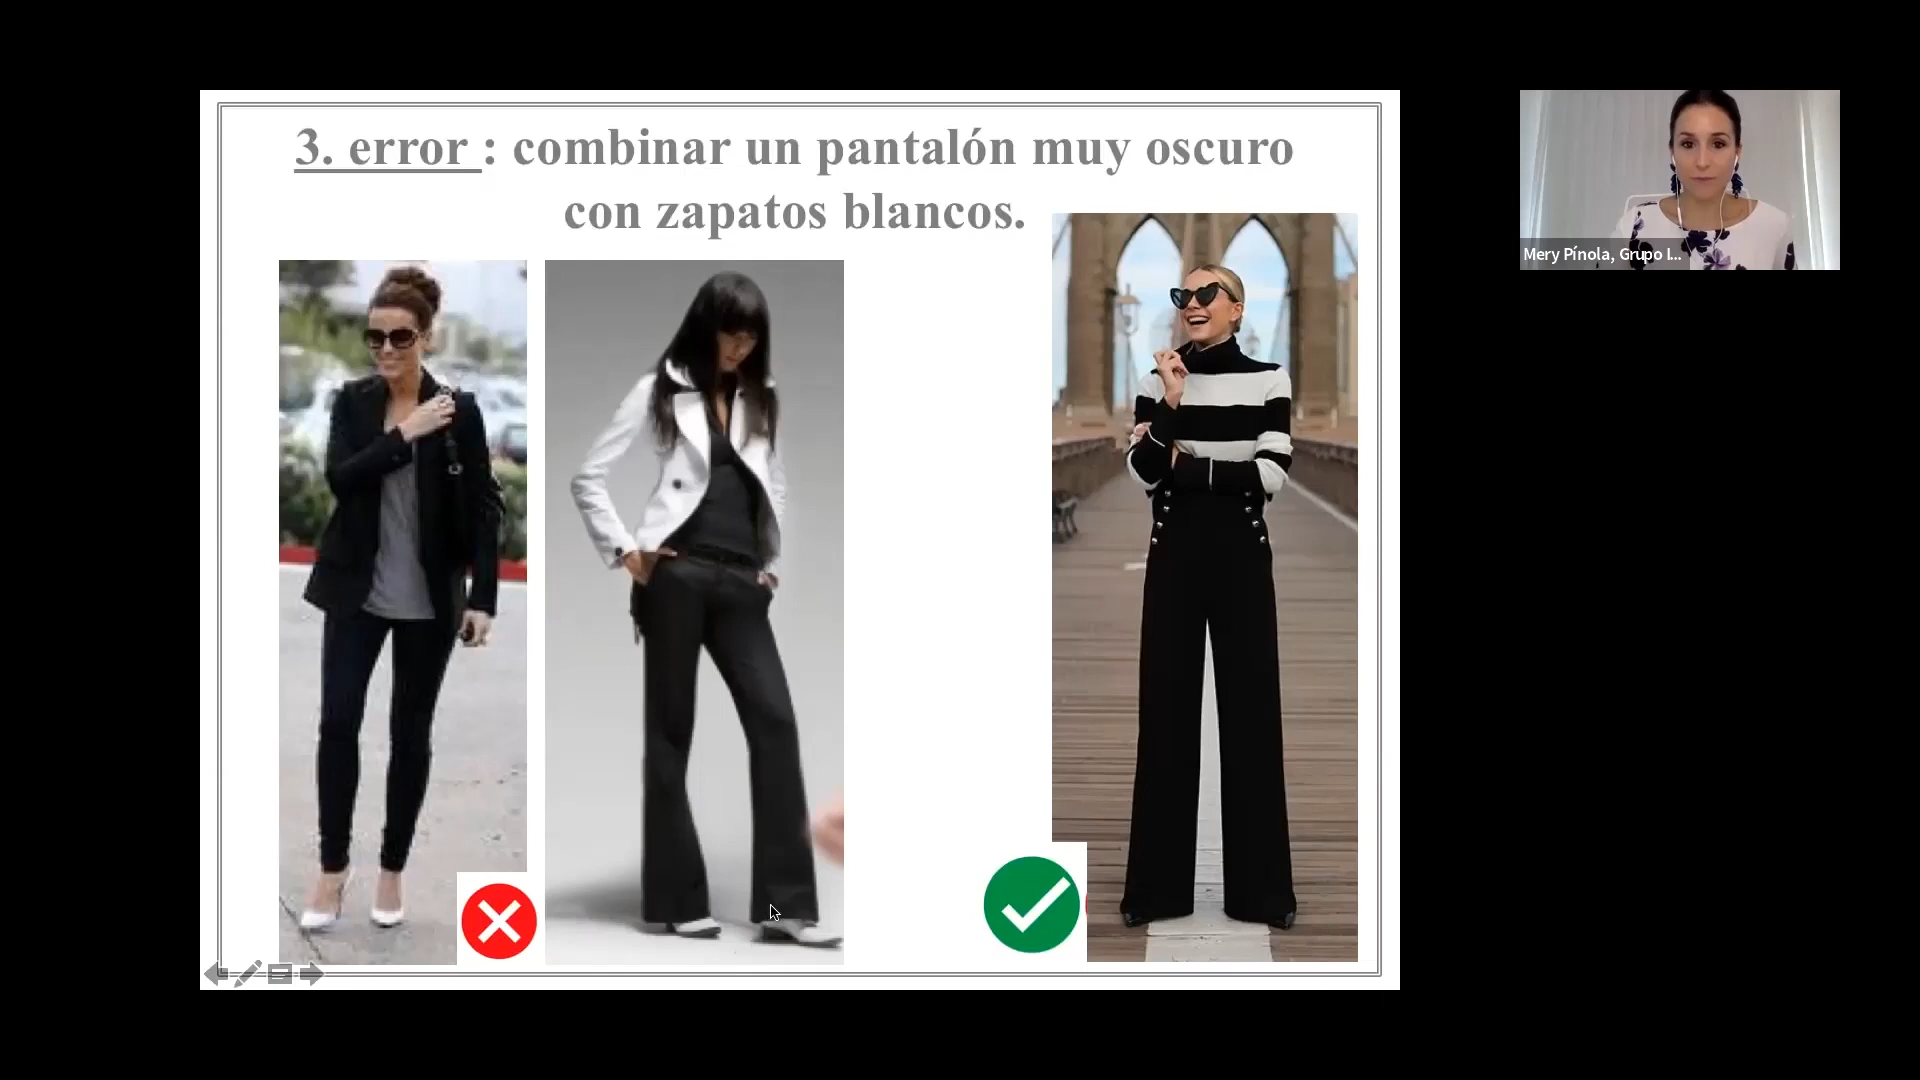 3. error : combinar un pantalón muy oscuro
con zapatos blancos.
Mery Pínola, Grupo I...